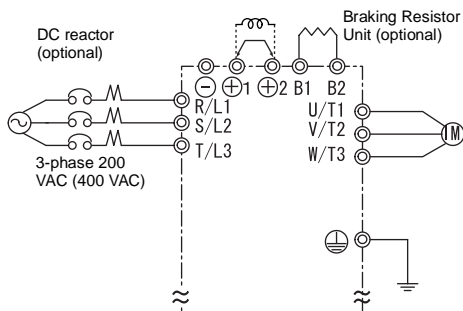 DC reactor
(optional)
Braking Resistor
Unit (optional)
⊖ ⊕1 ⊕2 B1 B2
R/L1
S/L2
T/L3
U/T1
V/T2
W/T3
IM
3-phase 200
VAC (400 VAC)